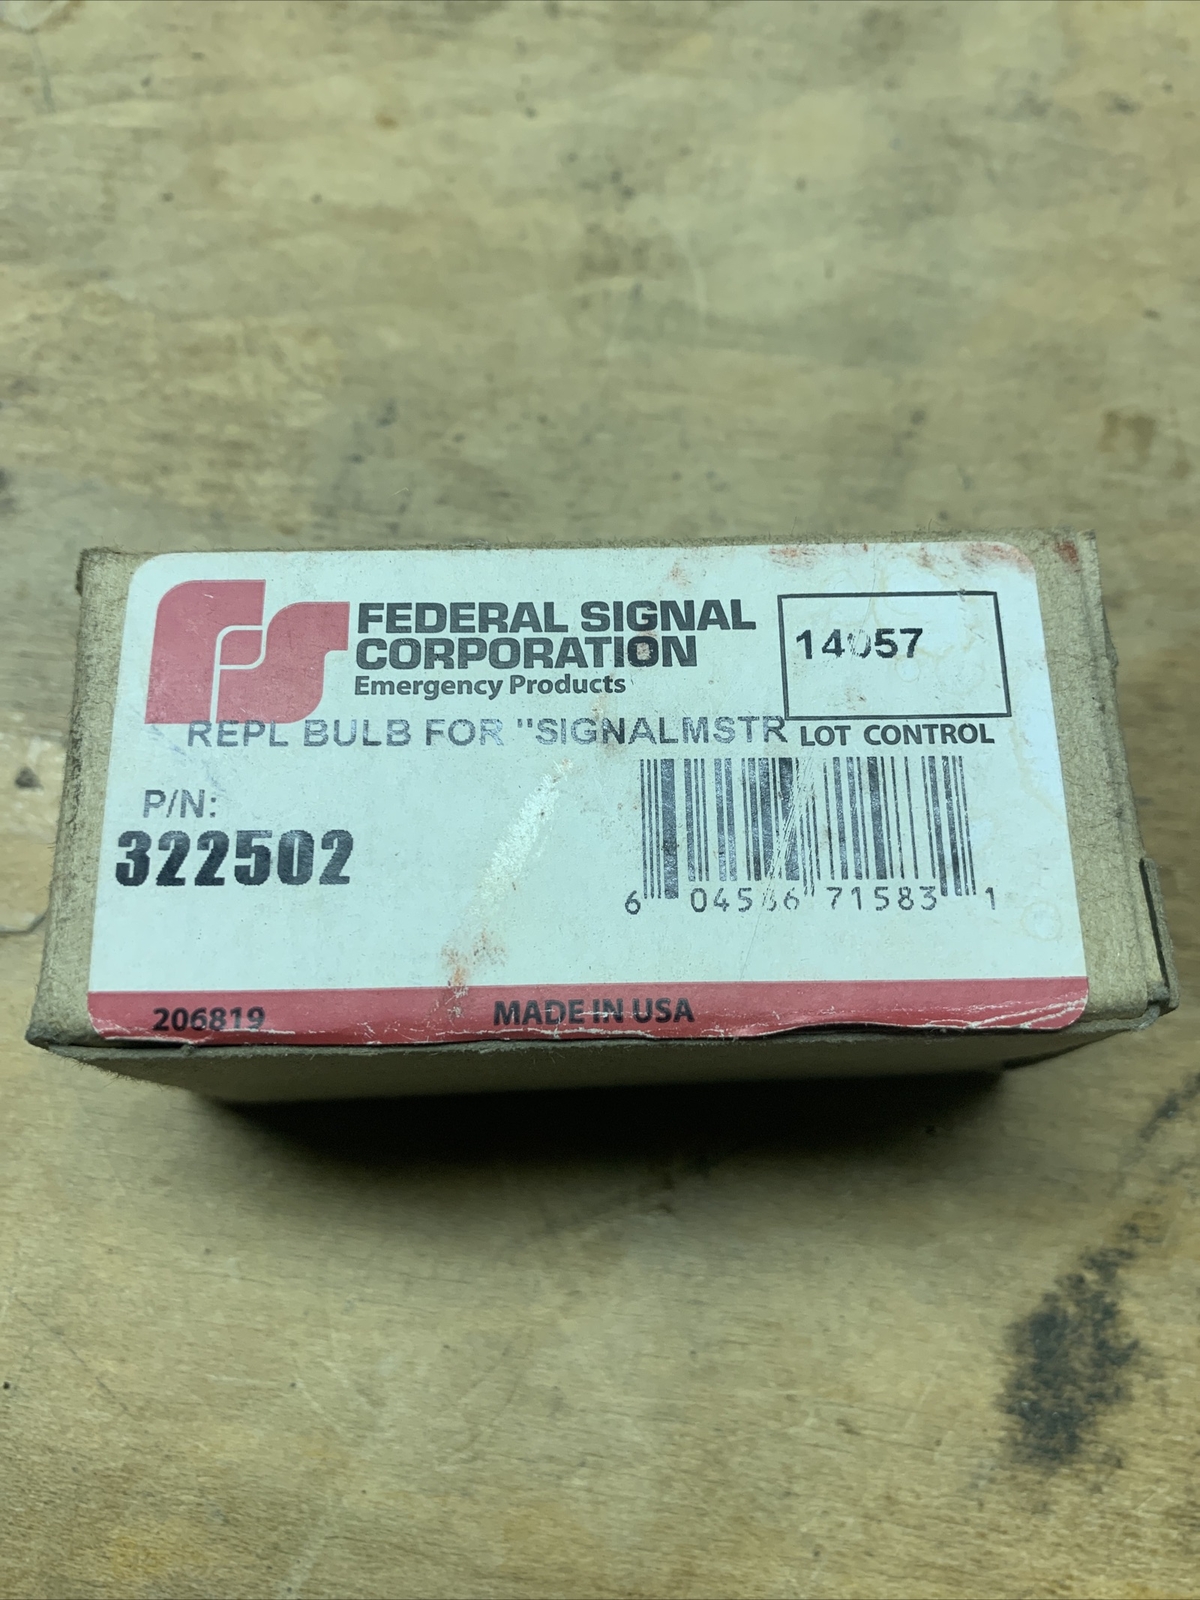 FEDERAL SIGNAL
CORPORATION
Emergency Products
14057
REPL BULB FOR "SIGNALMSTR
LOT CONTROL
P/N:
322502
6 04586 71583 1
206819
MADE IN USA